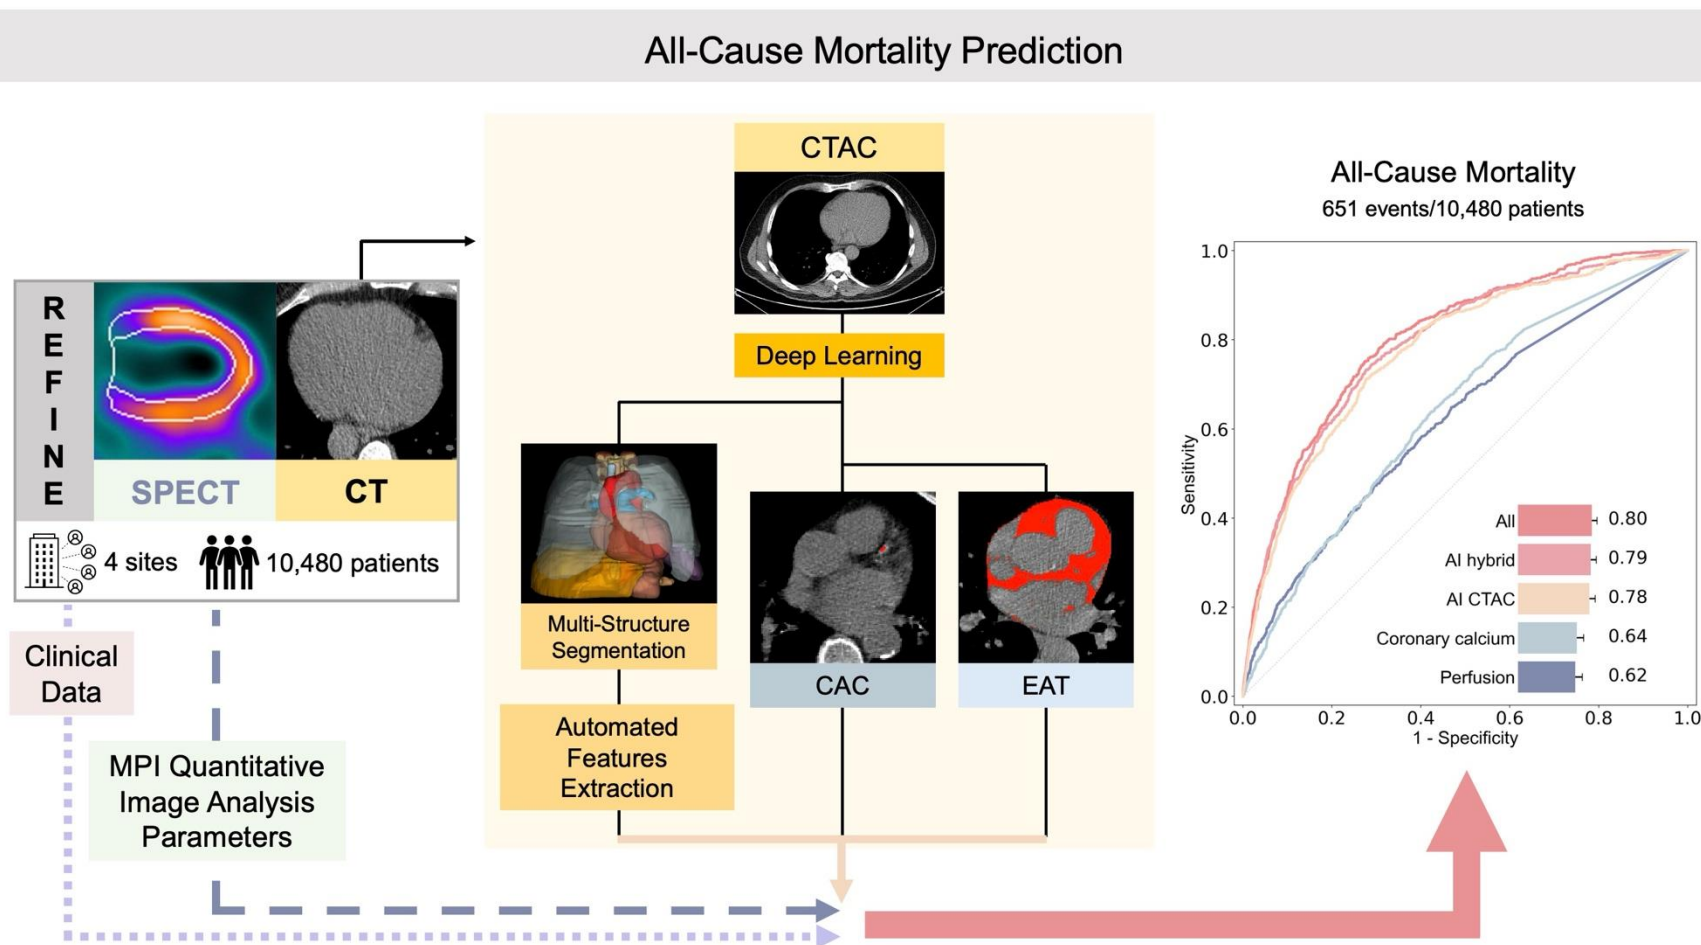 All-Cause Mortality Prediction
R
E
F
I
N
E
SPECT
CT
4 sites
10,480 patients
Clinical
Data
MPI Quantitative
Image Analysis
Parameters
CTAC
Deep Learning
Multi-Structure
Segmentation
CAC
EAT
Automated
Features
Extraction
All-Cause Mortality
651 events/10,480 patients
1.0
0.8
0.6
0.4
0.2
0.0
Sensitivity
All 0.80
AI hybrid 0.79
AI CTAC 0.78
Coronary calcium 0.64
Perfusion 0.62
0.0 0.2 0.4 0.6 0.8 1.0
1 - Specificity